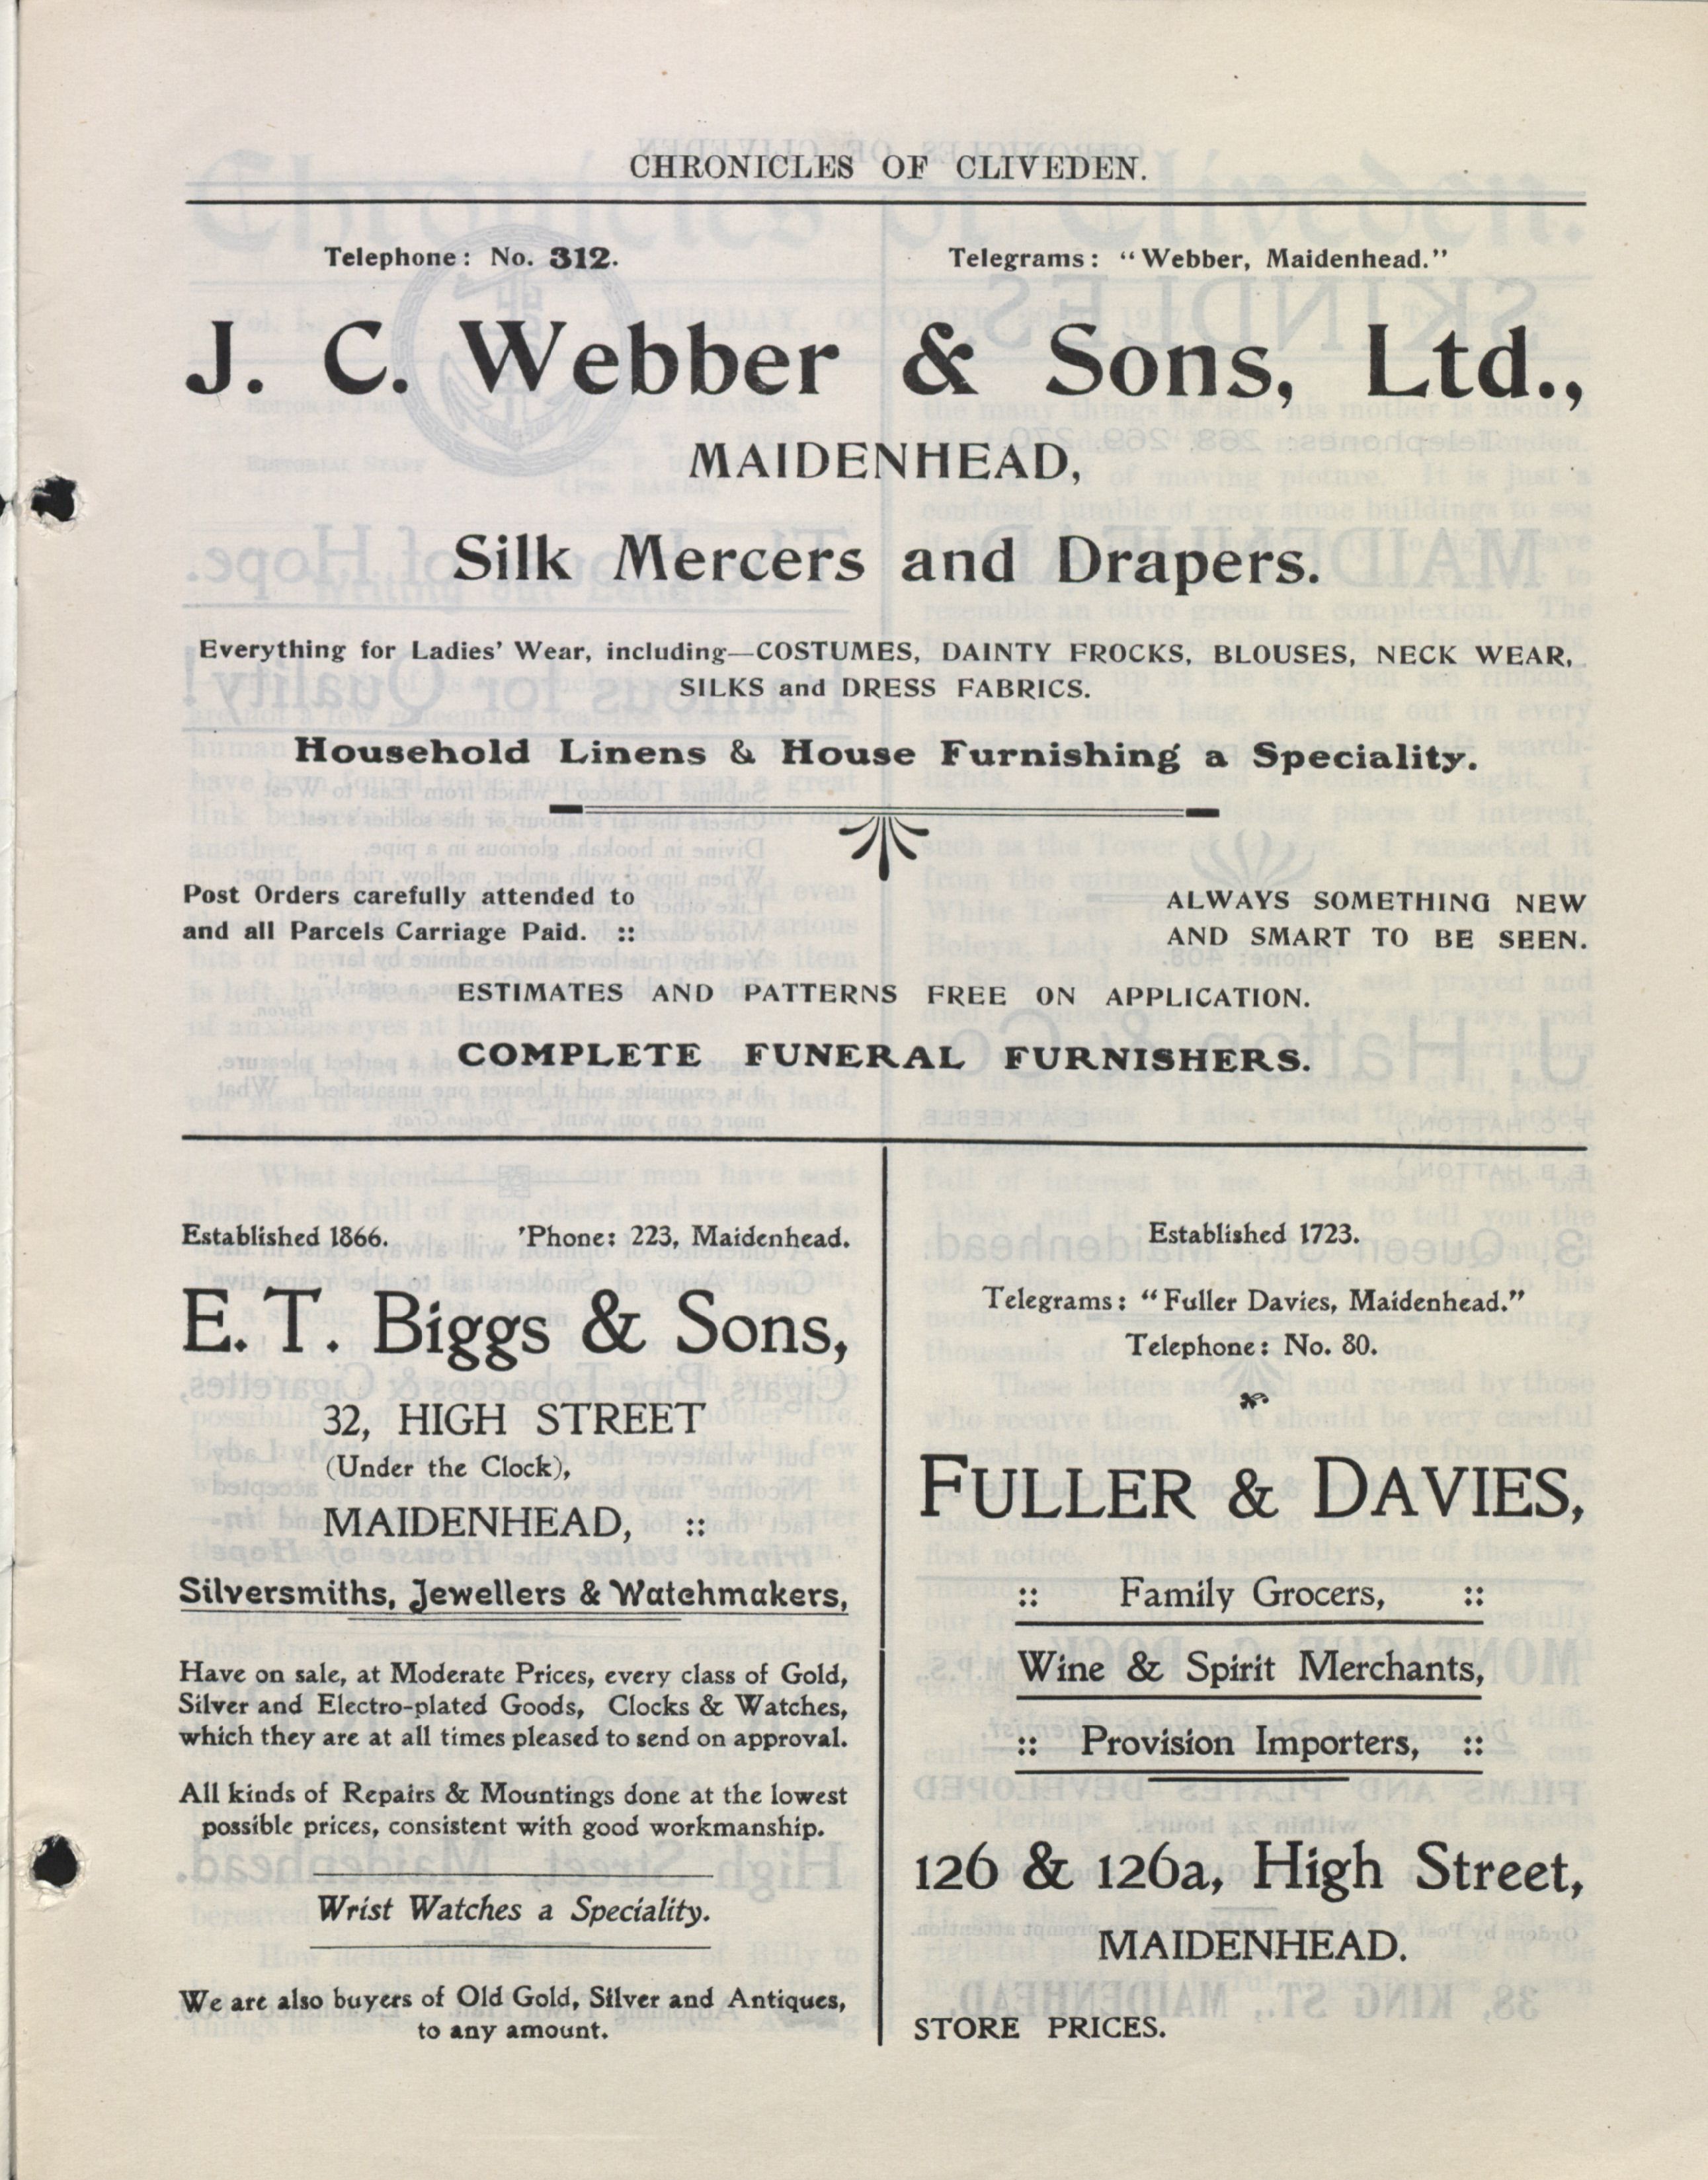 CHRONICLES OF CLIVEDEN.
Telephone: No. 312.
Telegrams: "Webber, Maidenhead."
J. C. Webber & Sons, Ltd.,
MAIDENHEAD,
Silk Mercers and Drapers.
Everything for Ladies' Wear, including—COSTUMES, DAINTY FROCKS, BLOUSES, NECK WEAR,
SILKS and DRESS FABRICS.
Household Linens & House Furnishing a Speciality.
Post Orders carefully attended to
and all Parcels Carriage Paid. ::
ALWAYS SOMETHING NEW
AND SMART TO BE SEEN.
ESTIMATES AND PATTERNS FREE ON APPLICATION.
COMPLETE FUNERAL FURNISHERS.
Established 1866. 'Phone: 223, Maidenhead.
E. T. Biggs & Sons,
32, HIGH STREET
(Under the Clock),
MAIDENHEAD, ::
Silversmiths, Jewellers & Watchmakers,
Have on sale, at Moderate Prices, every class of Gold,
Silver and Electro-plated Goods, Clocks & Watches,
which they are at all times pleased to send on approval.
All kinds of Repairs & Mountings done at the lowest
possible prices, consistent with good workmanship.
Wrist Watches a Speciality.
We are also buyers of Old Gold, Silver and Antiques,
to any amount.
Established 1723.
Telegrams: "Fuller Davies, Maidenhead."
Telephone: No. 80.
FULLER & DAVIES,
:: Family Grocers, ::
Wine & Spirit Merchants,
:: Provision Importers, ::
126 & 126a, High Street,
MAIDENHEAD.
STORE PRICES.